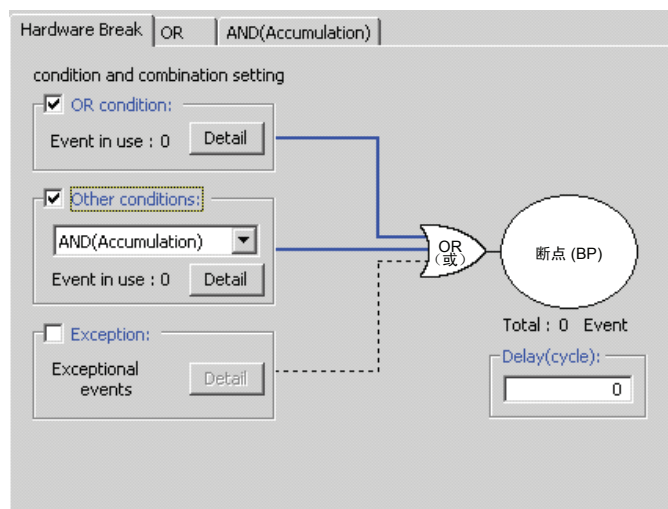 Hardware Break
OR
AND(Accumulation)
condition and combination setting
OR condition:
Event in use : 0
Detail
Other conditions:
AND(Accumulation)
Event in use : 0
Detail
Exception:
Exceptional
events
Detail
OR
（或）
断点 (BP)
Total : 0 Event
Delay(cycle):
0